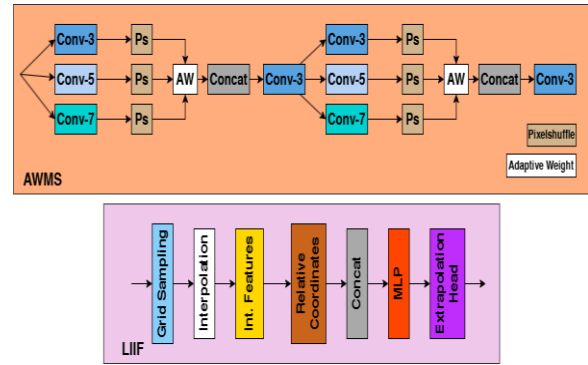 Conv-3 Ps Conv-3 Ps
Conv-5 Ps AW Concat Conv-3 Conv-5 Ps AW Concat Conv-3
Conv-7 Ps Conv-7 Ps
Pixelshuffle
Adaptive Weight
AWMS
Grid Sampling
Interpolation
Int. Features
Relative
Coordinates
Concat
MLP
Extrapolation
Head
LIIF